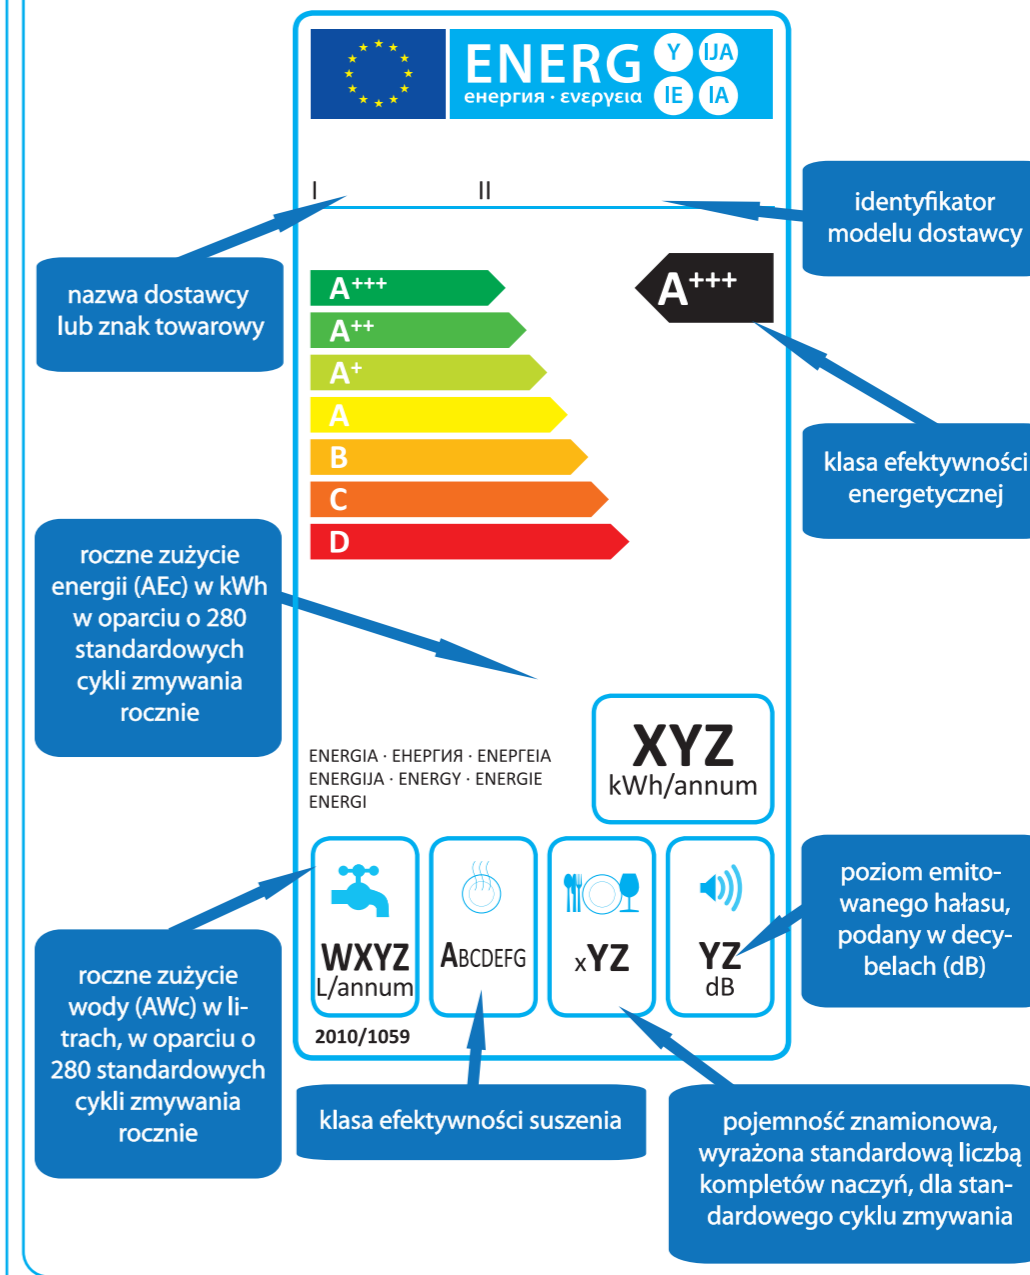 ENERG
енергия · ενεργεια
Y
IJA
IE
IA
I
II
identyfikator
modelu dostawcy
nazwa dostawcy
lub znak towarowy
A+++
A++
A+
A
B
C
D
A+++
klasa efektywności
energetycznej
roczne zużycie
energii (AEc) w kWh
w oparciu o 280
standardowych
cykli zmywania
rocznie
ENERGIA · ЕНЕРГИЯ · ΕΝΕΡΓΕΙΑ
ENERGIJA · ENERGY · ENERGIE
ENERGI
XYZ
kWh/annum
WXYZ
L/annum
ABCDEFG
xYZ
YZ
dB
2010/1059
poziom emito-
wanego hałasu,
podany w decy-
belach (dB)
roczne zużycie
wody (AWc) w li-
trach, w oparciu o
280 standardowych
cykli zmywania
rocznie
klasa efektywności suszenia
pojemność znamionowa,
wyrażona standardową liczbą
kompletów naczyń, dla stan-
dardowego cyklu zmywania